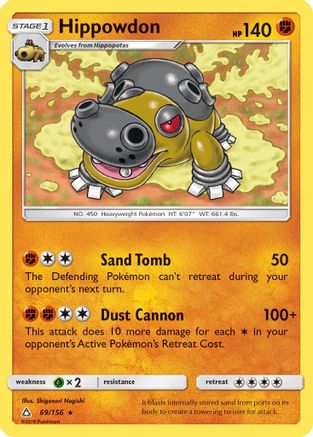 STAGE 1 Hippowdon HP 140
Evolves from Hippopotas
NO. 450 Heavyweight Pokémon HT: 6'07" WT: 661.4 lbs.
Sand Tomb 50
The Defending Pokémon can't retreat during your
opponent's next turn.
Dust Cannon 100+
This attack does 10 more damage for each in your
opponent's Active Pokémon's Retreat Cost.
weakness ×2 resistance retreat
Illus. Shigenori Negishi
69/156 ★
©2018 Pokémon
It blasts internally stored sand from ports on its
body to create a towering twister for attack.